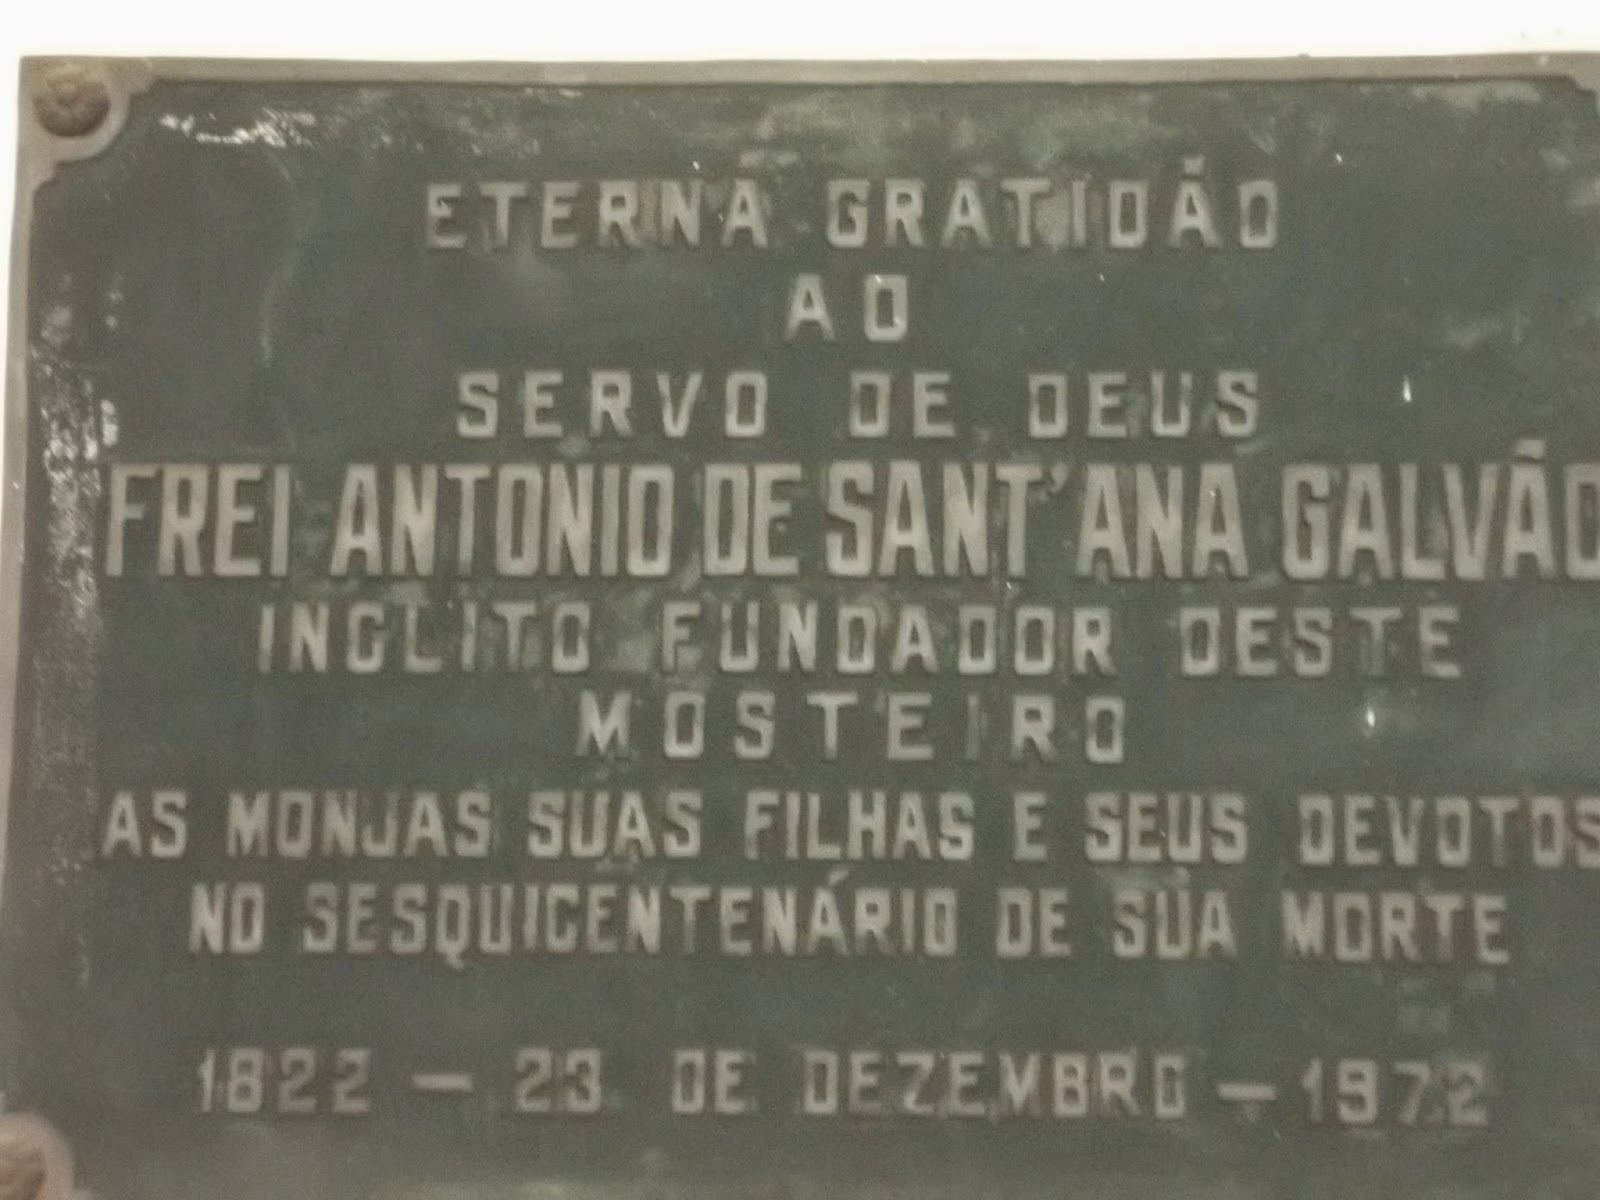 ETERNA GRATIDÃO
AO
SERVO DE DEUS
FREI ANTONIO DE SANT'ANA GALVÃO
INCLITO FUNDADOR DESTE
MOSTEIRO
AS MONJAS SUAS FILHAS E SEUS DEVOTOS
NO SESQUICENTENÁRIO DE SUA MORTE
1822 — 23 DE DEZEMBRO — 1972